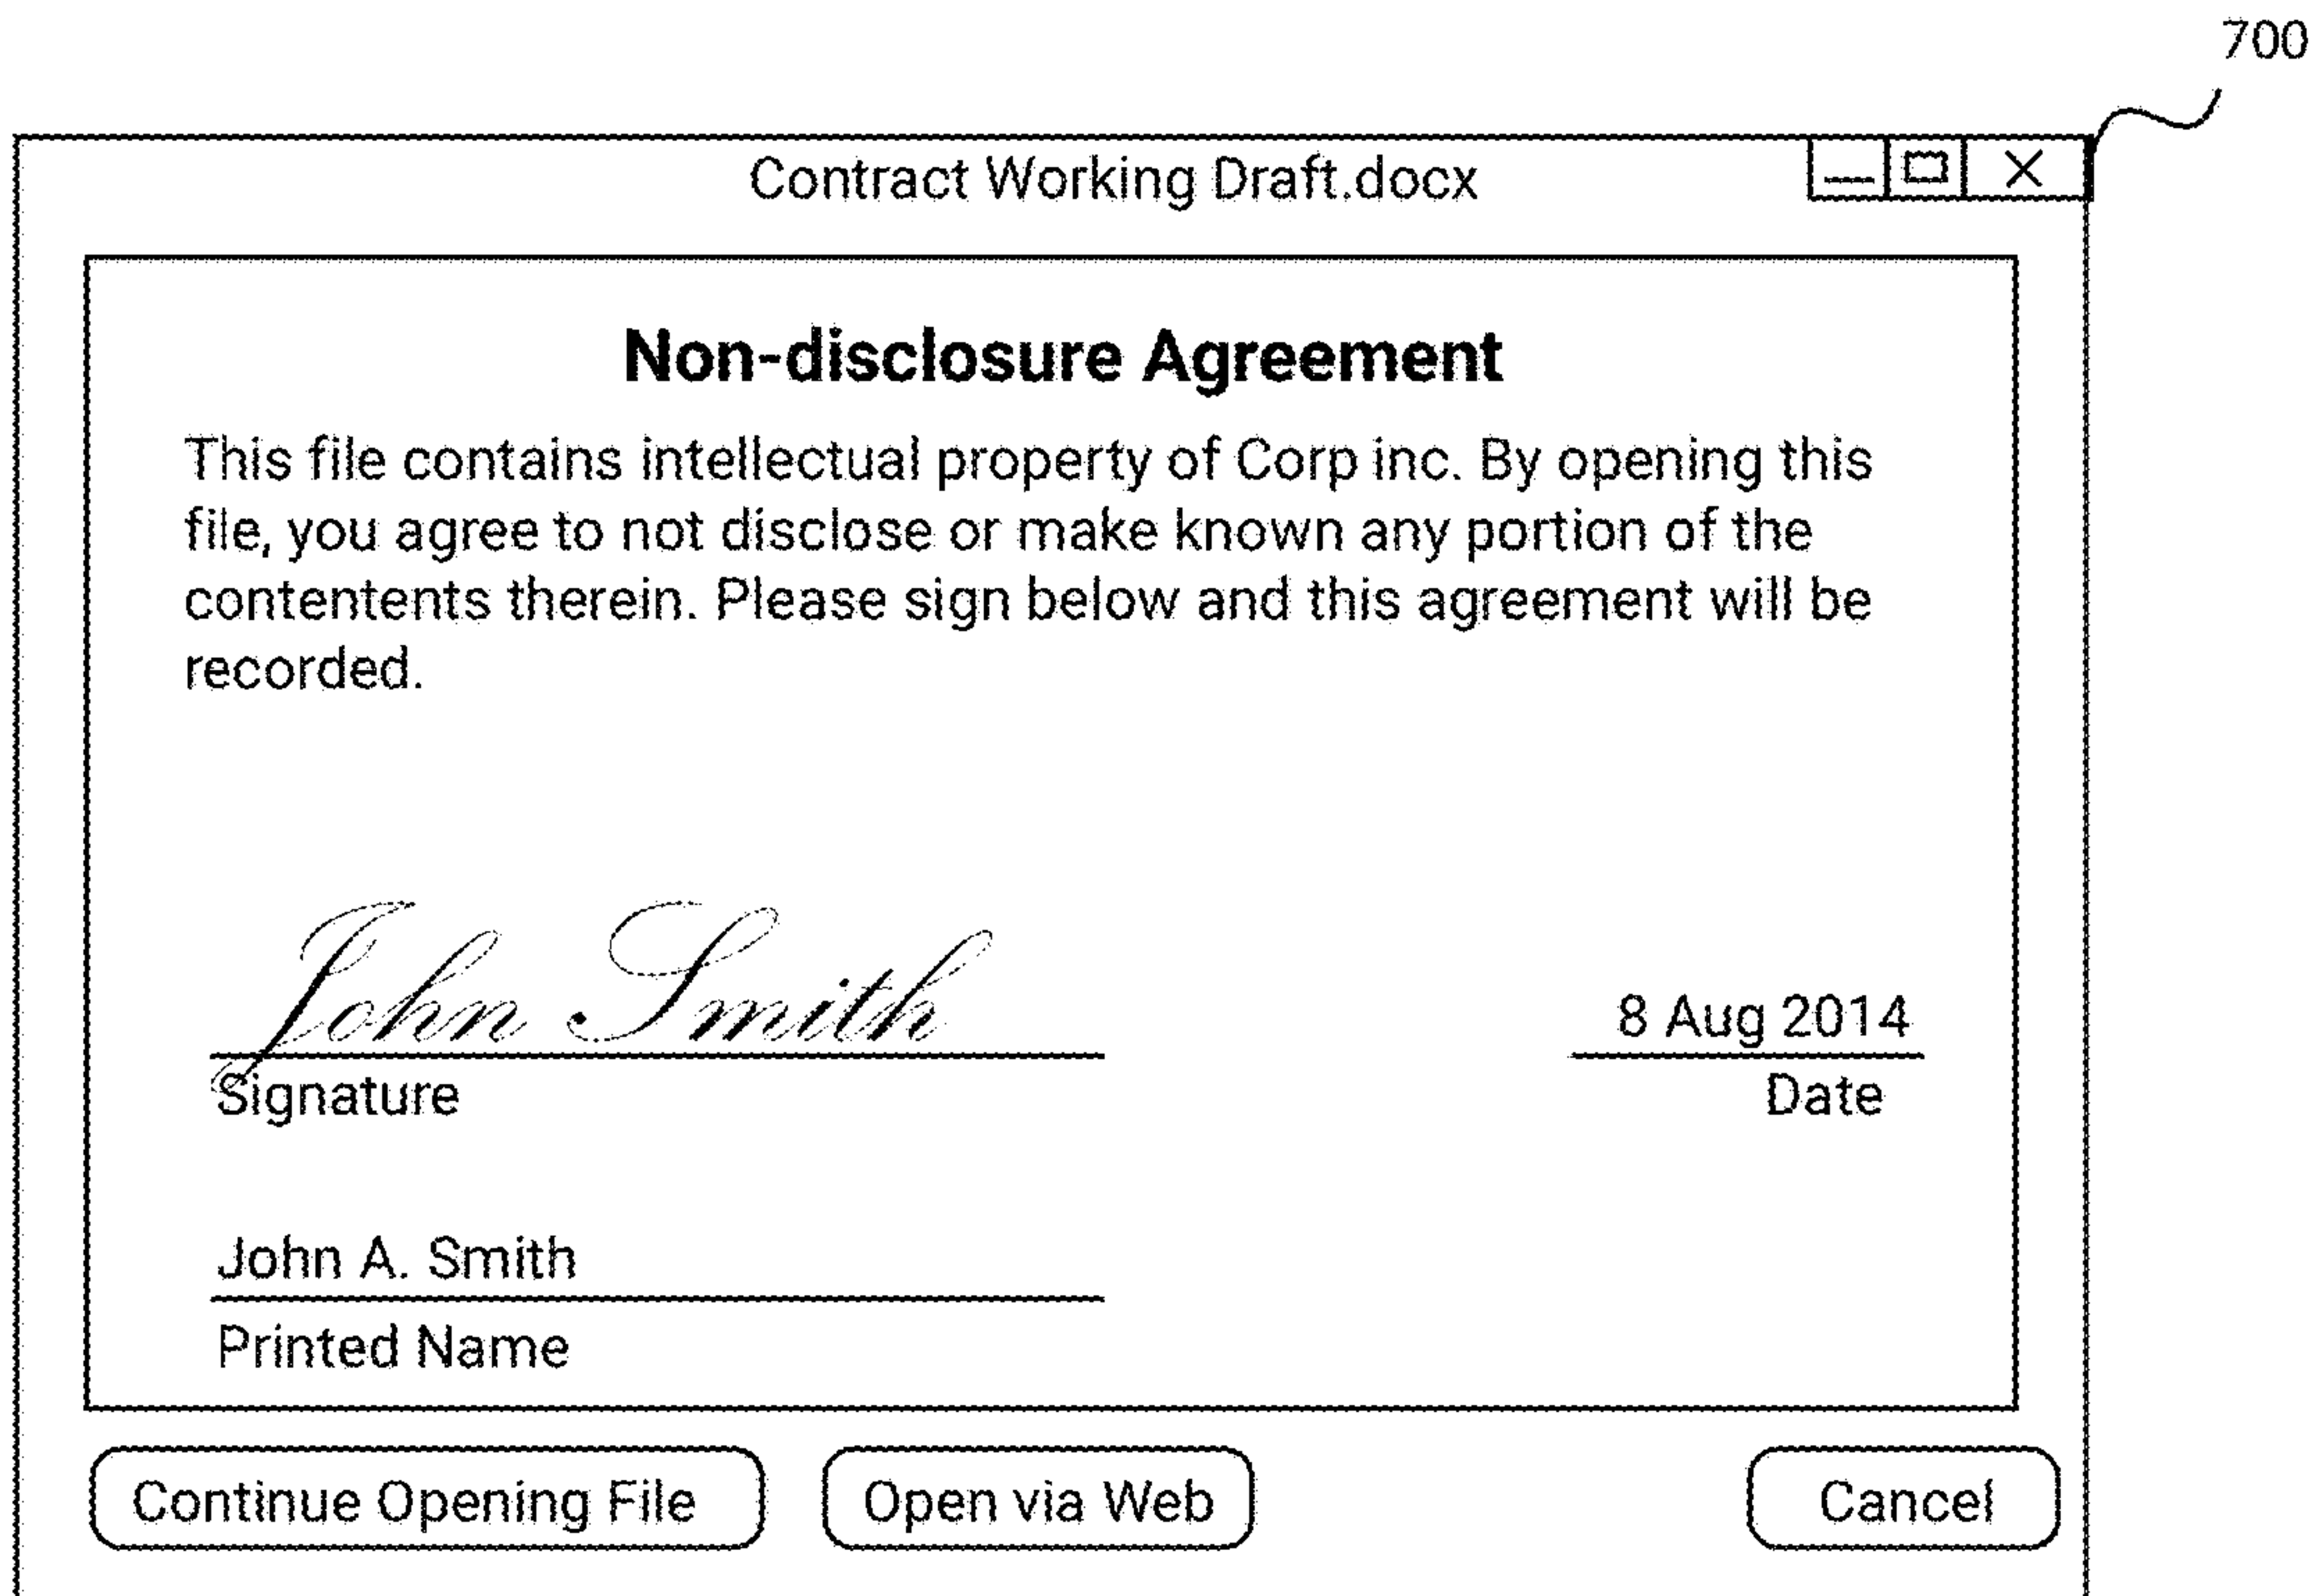 700
Contract Working Draft.docx
Non-disclosure Agreement
This file contains intellectual property of Corp inc. By opening this
file, you agree to not disclose or make known any portion of the
contentents therein. Please sign below and this agreement will be
recorded.
John Smith
8 Aug 2014
Signature
Date
John A. Smith
Printed Name
Continue Opening File
Open via Web
Cancel